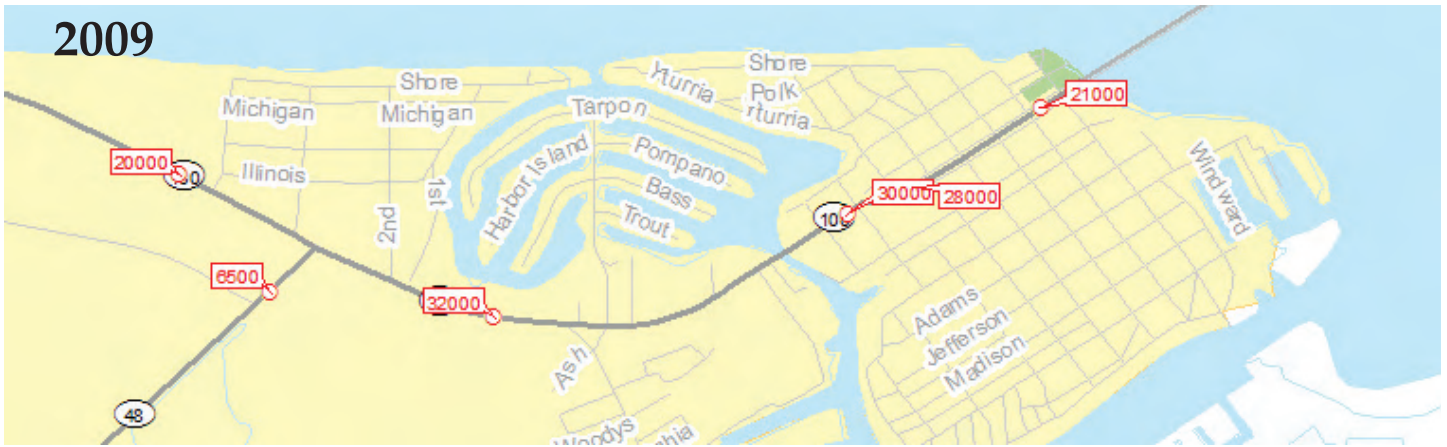 2009
Shore
Michigan
Michigan
Illinois
20000
2nd
1st
6500
32000
48
Harbor Island
Tarpon
Pompano
Bass
Trout
Yturria
Shore
Polk
21000
30000
28000
Windward
Adams
Jefferson
Madison
Ash
Woodys